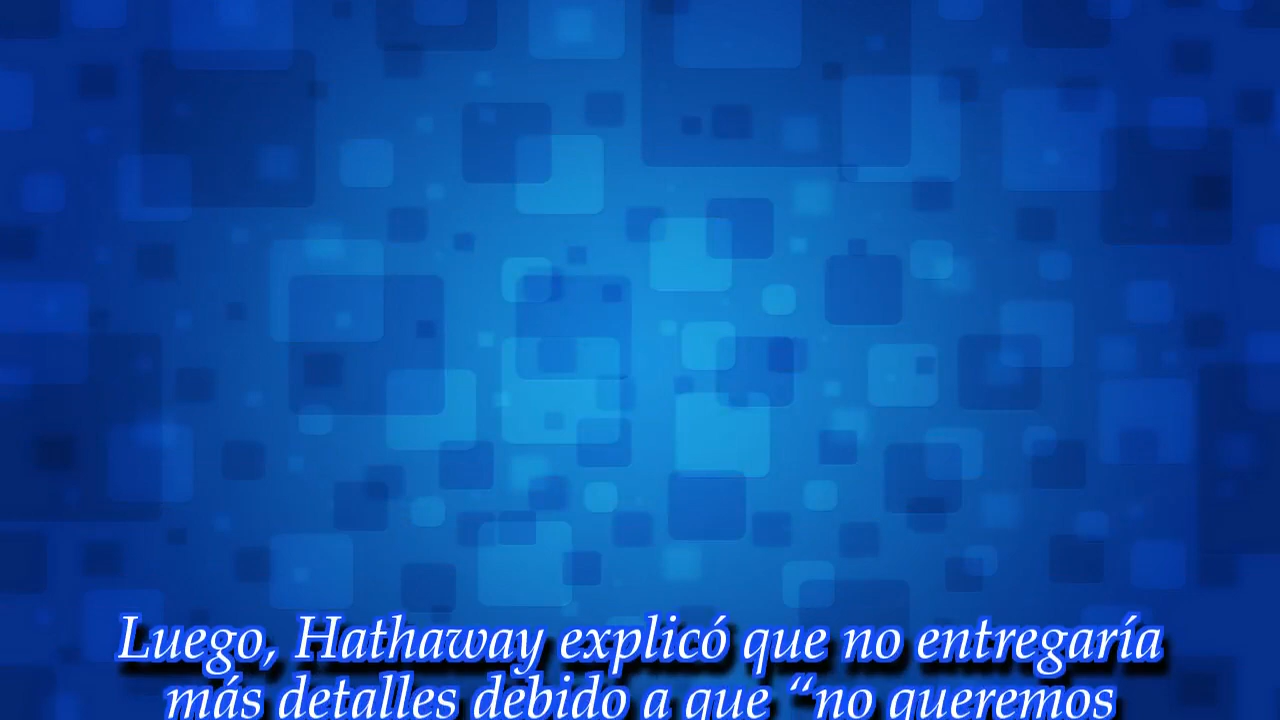 Luego, Hathaway explicó que no entregaría
más detalles debido a que “no queremos